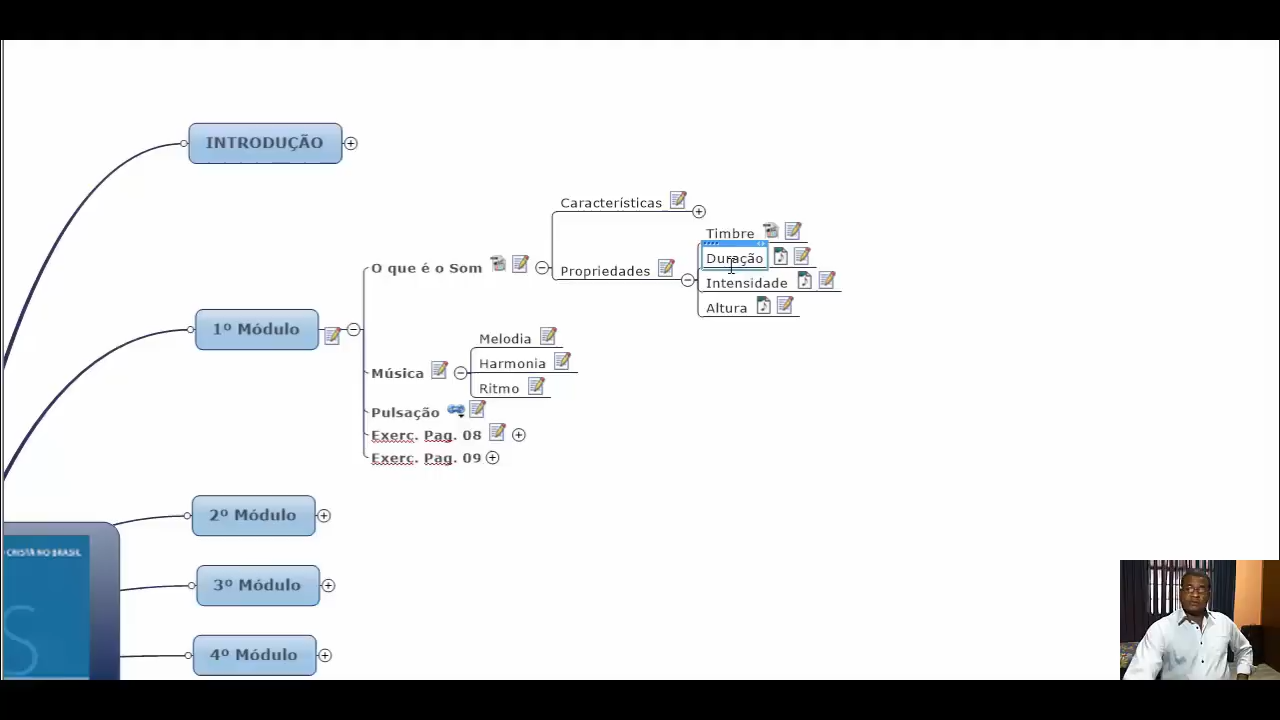 INTRODUÇÃO
Características
Timbre
Duração
O que é o Som
Propriedades
Intensidade
Altura
1º Módulo
Melodia
Música
Harmonia
Ritmo
Pulsação
Exerc. Pag. 08
Exerc. Pag. 09
2º Módulo
CRISTÃ NO BRASIL
3º Módulo
S
4º Módulo